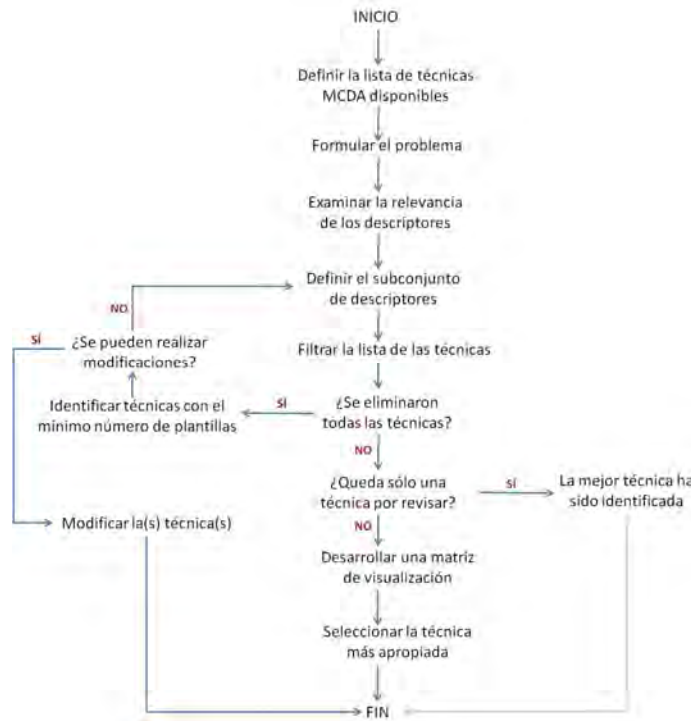 INICIO
Definir la lista de técnicas
MCDA disponibles
Formular el problema
Examinar la relevancia
de los descriptores
Definir el subconjunto
de descriptores
NO
SÍ
¿Se pueden realizar
modificaciones?
Filtrar la lista de las técnicas
Identificar técnicas con el
mínimo número de plantillas
SÍ
¿Se eliminaron
todas las técnicas?
NO
¿Queda sólo una
técnica por revisar?
SÍ
La mejor técnica ha
sido identificada
Modificar la(s) técnica(s)
NO
Desarrollar una matriz
de visualización
Seleccionar la técnica
más apropiada
FIN